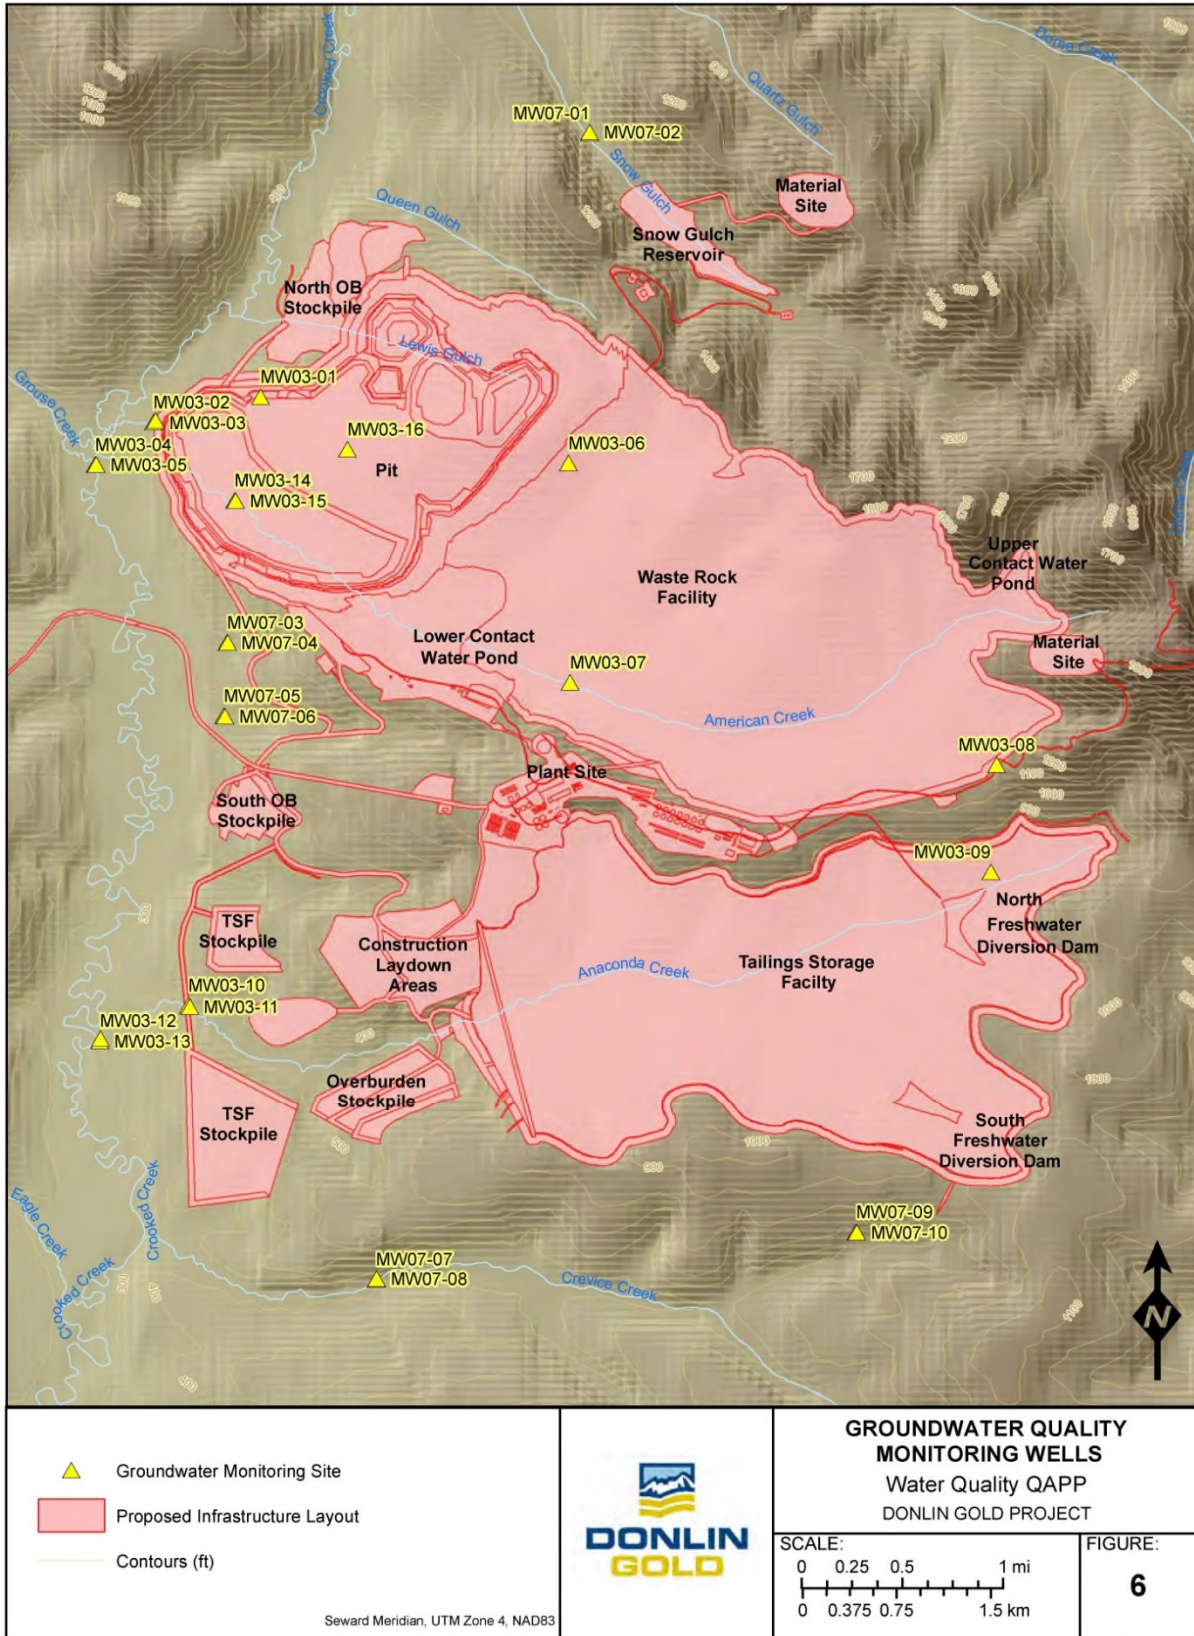 Crooked Creek
Dome Creek
Quartz Gulch
MW07-01
MW07-02
Snow Gulch
Material
Site
Queen Gulch
Snow Gulch
Reservoir
North OB
Stockpile
Lewis Gulch
Grouse Creek
MW03-01
MW03-02
MW03-03
MW03-04
MW03-05
MW03-16
Pit
MW03-06
MW03-14
MW03-15
Dome Creek
Upper
Contact Water
Pond
Waste Rock
Facility
MW07-03
MW07-04
Lower Contact
Water Pond
Material
Site
MW03-07
MW07-05
MW07-06
American Creek
MW03-08
Plant Site
South OB
Stockpile
MW03-09
North
Freshwater
Diversion Dam
TSF
Stockpile
Construction
Laydown
Areas
Anaconda Creek
Tailings Storage
Facilty
MW03-10
MW03-11
MW03-12
MW03-13
Overburden
Stockpile
TSF
Stockpile
South
Freshwater
Diversion Dam
Eagle Creek
Crooked Creek
Crooked Creek
MW07-09
MW07-10
MW07-07
MW07-08
Crevice Creek
N
Groundwater Monitoring Site
Proposed Infrastructure Layout
Contours (ft)
Seward Meridian, UTM Zone 4, NAD83
DONLIN
GOLD
GROUNDWATER QUALITY
MONITORING WELLS
Water Quality QAPP
DONLIN GOLD PROJECT
SCALE:
0 0.25 0.5 1 mi
0 0.375 0.75 1.5 km
FIGURE:
6